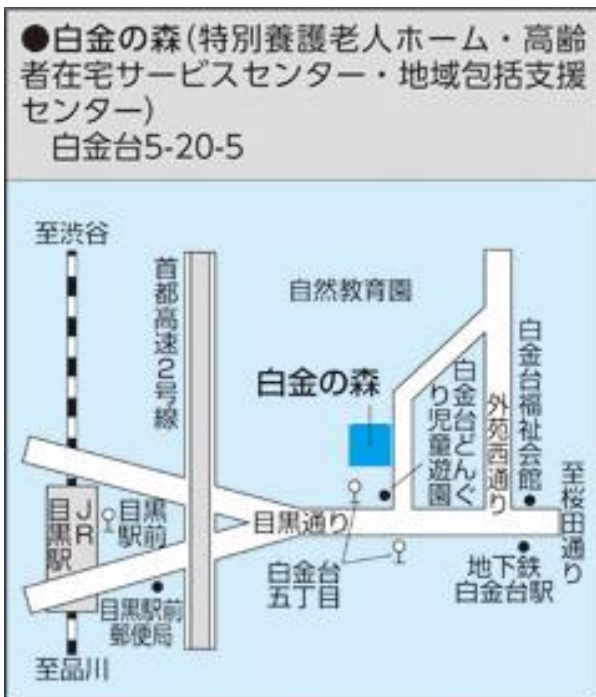 ●白金の森(特別養護老人ホーム・高齢
者在宅サービスセンター・地域包括支援
センター)
白金台5-20-5
至渋谷
首都高速2号線
自然教育園
白金の森
白金台どんぐ
り児童遊園
外苑西通り
白金台福祉会館
至桜田通り
JR
目黒駅
目黒
駅前
目黒通り
目黒駅前
郵便局
白金台
五丁目
地下鉄
白金台駅
至品川